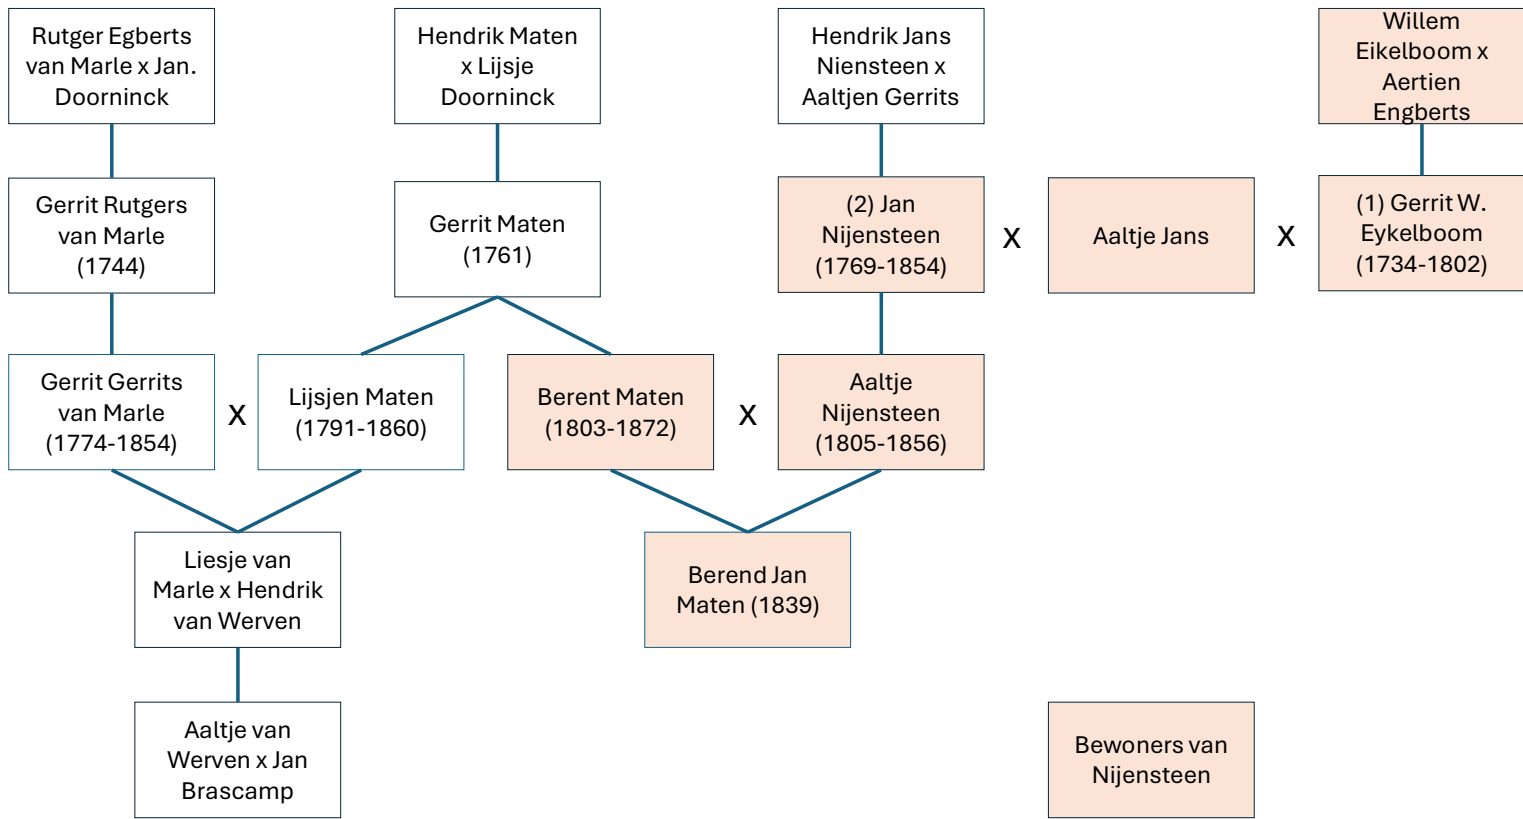 Rutger Egberts
van Marle x Jan.
Doorninck
Hendrik Maten
x Lijsje
Doorninck
Hendrik Jans
Niensteen x
Aaltjen Gerrits
Willem
Eikelboom x
Aertien
Engberts
Gerrit Rutgers
van Marle
(1744)
Gerrit Maten
(1761)
(2) Jan
Nijensteen
(1769-1854)
X
Aaltje Jans
X
(1) Gerrit W.
Eykelboom
(1734-1802)
Gerrit Gerrits
van Marle
(1774-1854)
X
Lijsjen Maten
(1791-1860)
Berent Maten
(1803-1872)
X
Aaltje
Nijensteen
(1805-1856)
Liesje van
Marle x Hendrik
van Werven
Berend Jan
Maten (1839)
Aaltje van
Werven x Jan
Brascamp
Bewoners van
Nijensteen